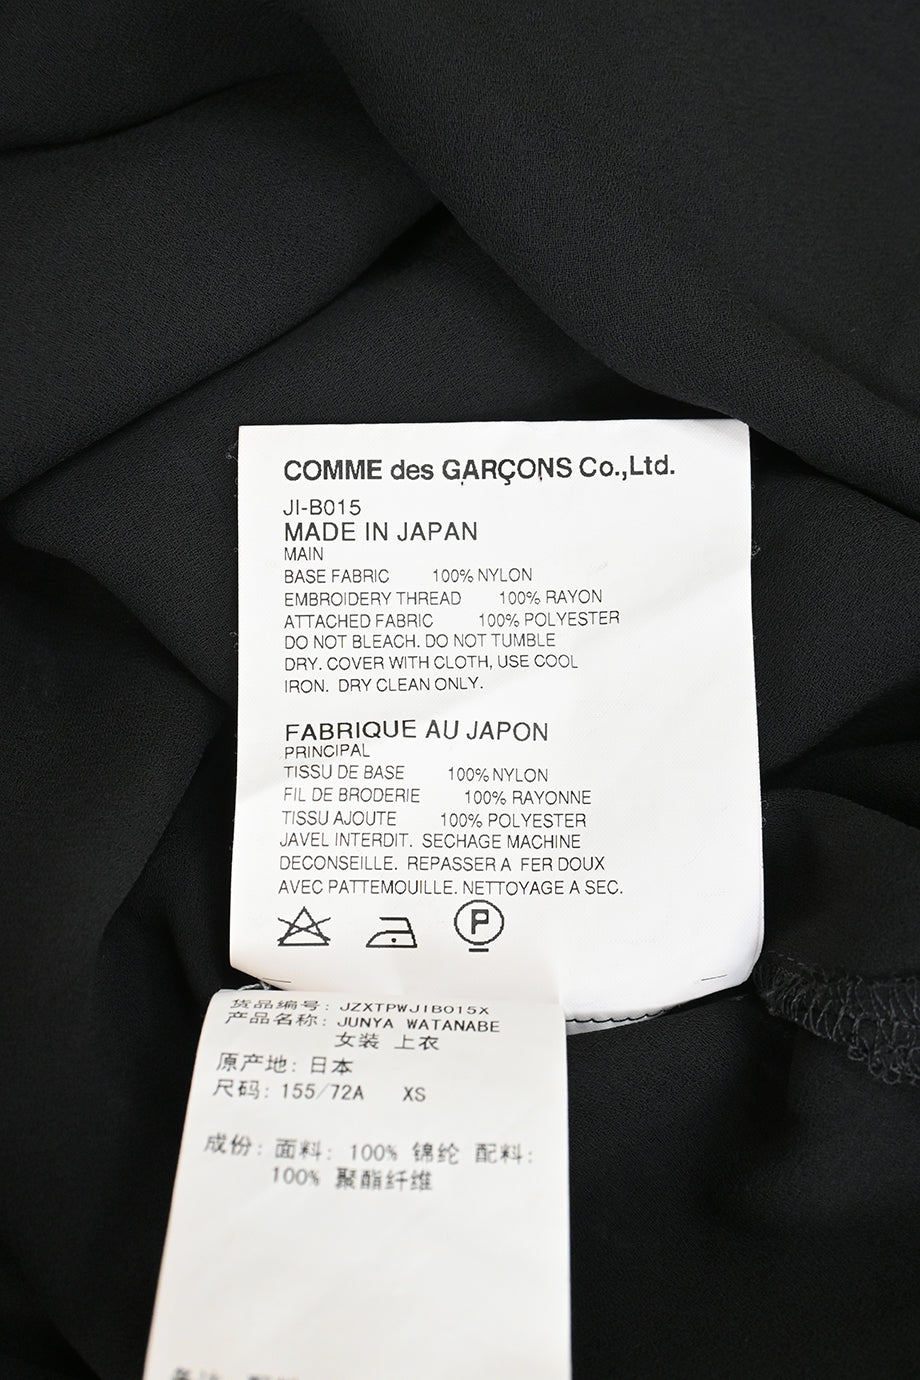 COMME des GARÇONS Co.,Ltd.
JI-B015
MADE IN JAPAN
MAIN
BASE FABRIC 100% NYLON
EMBROIDERY THREAD 100% RAYON
ATTACHED FABRIC 100% POLYESTER
DO NOT BLEACH. DO NOT TUMBLE
DRY. COVER WITH CLOTH, USE COOL
IRON. DRY CLEAN ONLY.
FABRIQUE AU JAPON
PRINCIPAL
TISSU DE BASE 100% NYLON
FIL DE BRODERIE 100% RAYONNE
TISSU AJOUTE 100% POLYESTER
JAVEL INTERDIT. SECHAGE MACHINE
DECONSEILLE. REPASSER A FER DOUX
AVEC PATTEMOUILLE. NETTOYAGE A SEC.
P
货品编号: JZXTPWJIB015X
产品名称: JUNYA WATANABE
女装 上衣
原产地: 日本
尺码: 155/72A XS
成份: 面料: 100% 锦纶 配料:
100% 聚酯纤维